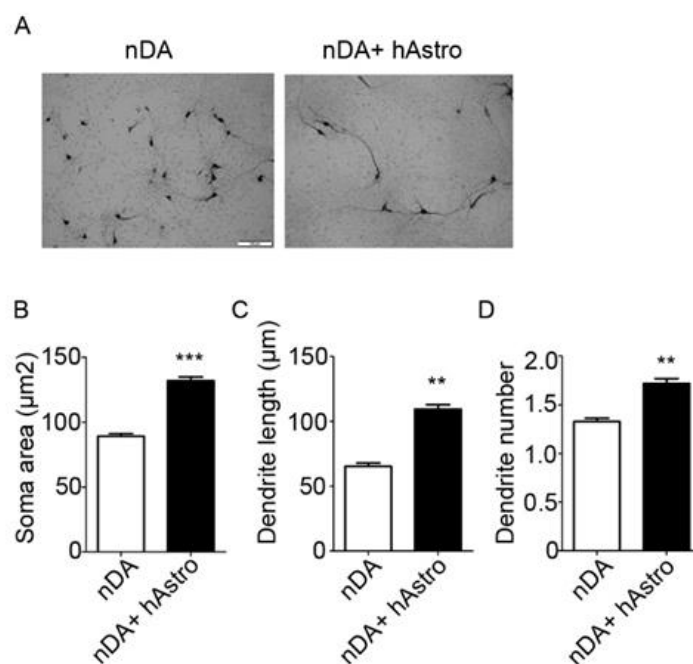 A
nDA
nDA+ hAstro
B
Soma area (µm2)
150
100
50
0
nDA
nDA+ hAstro
***
C
Dendrite length (µm)
150
100
50
0
nDA
nDA+ hAstro
**
D
Dendrite number
2.0
1.5
1.0
0.5
0
nDA
nDA+ hAstro
**